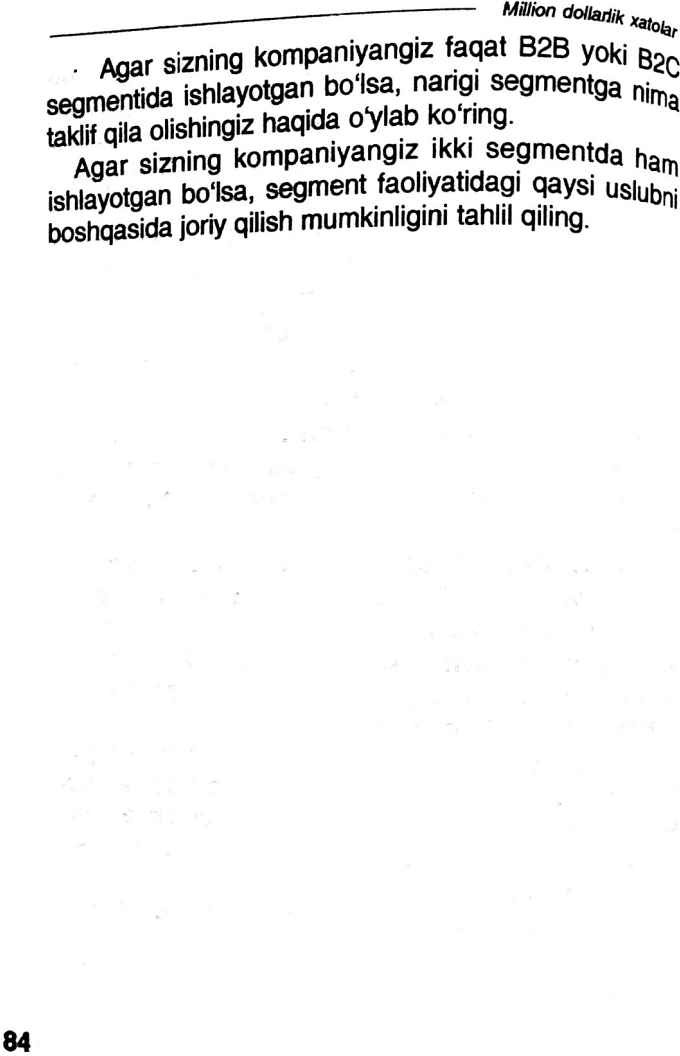 Million dollarlik xatolar
Agar sizning kompaniyangiz faqat B2B yoki B2C
segmentida ishlayotgan bo‘lsa, narigi segmentga nima
taklif qila olishingiz haqida o‘ylab ko‘ring.
Agar sizning kompaniyangiz ikki segmentda ham
ishlayotgan bo‘lsa, segment faoliyatidagi qaysi uslubni
boshqasida joriy qilish mumkinligini tahlil qiling.
84